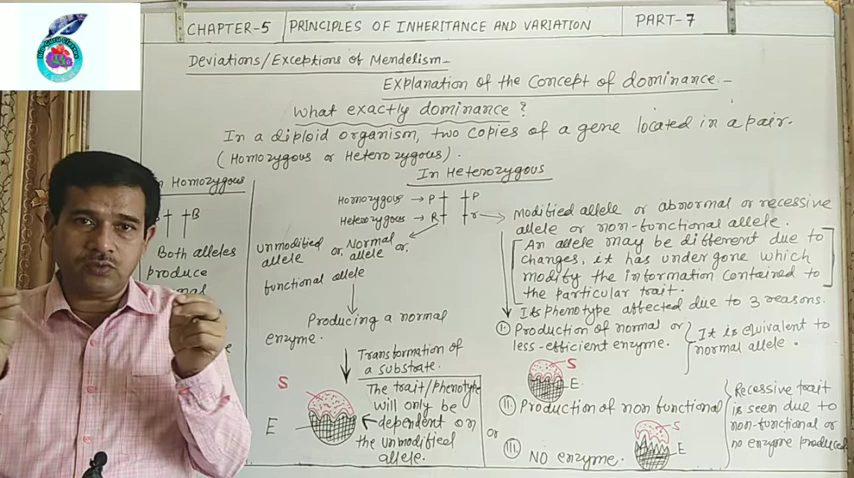 CHAPTER-5 PRINCIPLES OF INHERITANCE AND VARIATION PART-7
Deviations/Exceptions of Mendelism-
Explanation of the Concept of dominance-
What exactly dominance?
In a diploid organism, two copies of a gene located in a pair.
(Homozygous or Heterozygous).
Homozygous
B
Both alleles
produce
In Heterozygous
Homozygous → P P
Heterozygous → R r
unmodified or, Normal or,
allele allele
functional allele
Producing a normal
enzyme.
Transformation of
a substrate.
S
E
The trait/phenotype
will only be
dependent on
the unmodified
allele.
Modified allele or abnormal or recessive
allele or non-functional allele.
[An allele may be different due to
changes, it has undergone which
modify the information contained to
the particular trait.]
Its phenotype affected due to 3 reasons.
I. Production of normal or
less-efficient enzyme.
It is equivalent to
normal allele.
S
E
II. Production of non functional
or
III. NO enzyme.
S
E
Recessive trait
is seen due to
non-functional or
no enzyme produced.